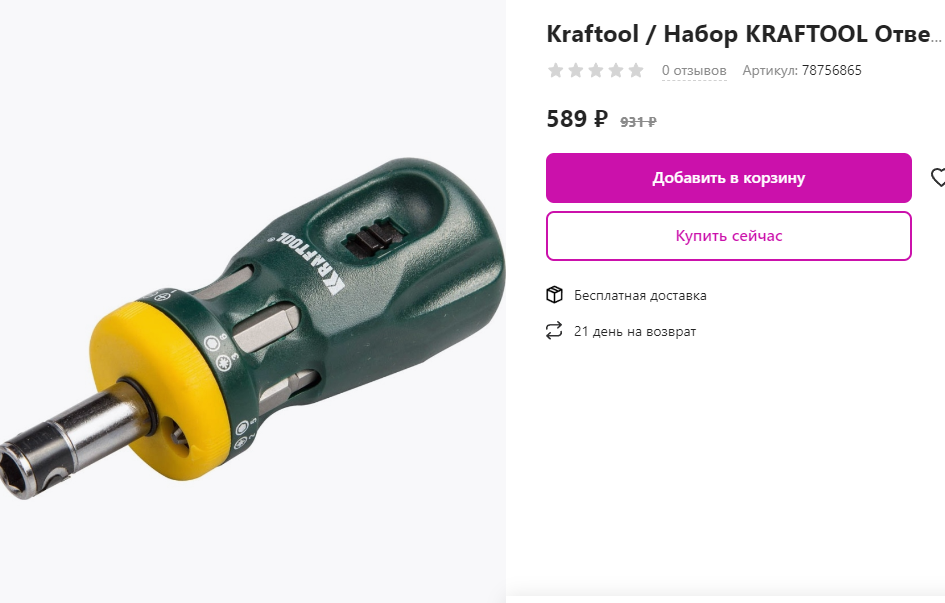 Kraftool / Набор KRAFTOOL Отве...
0 отзывов
Артикул: 78756865
589 ₽ 931 ₽
Добавить в корзину
Купить сейчас
Бесплатная доставка
21 день на возврат
KRAFTOOL®